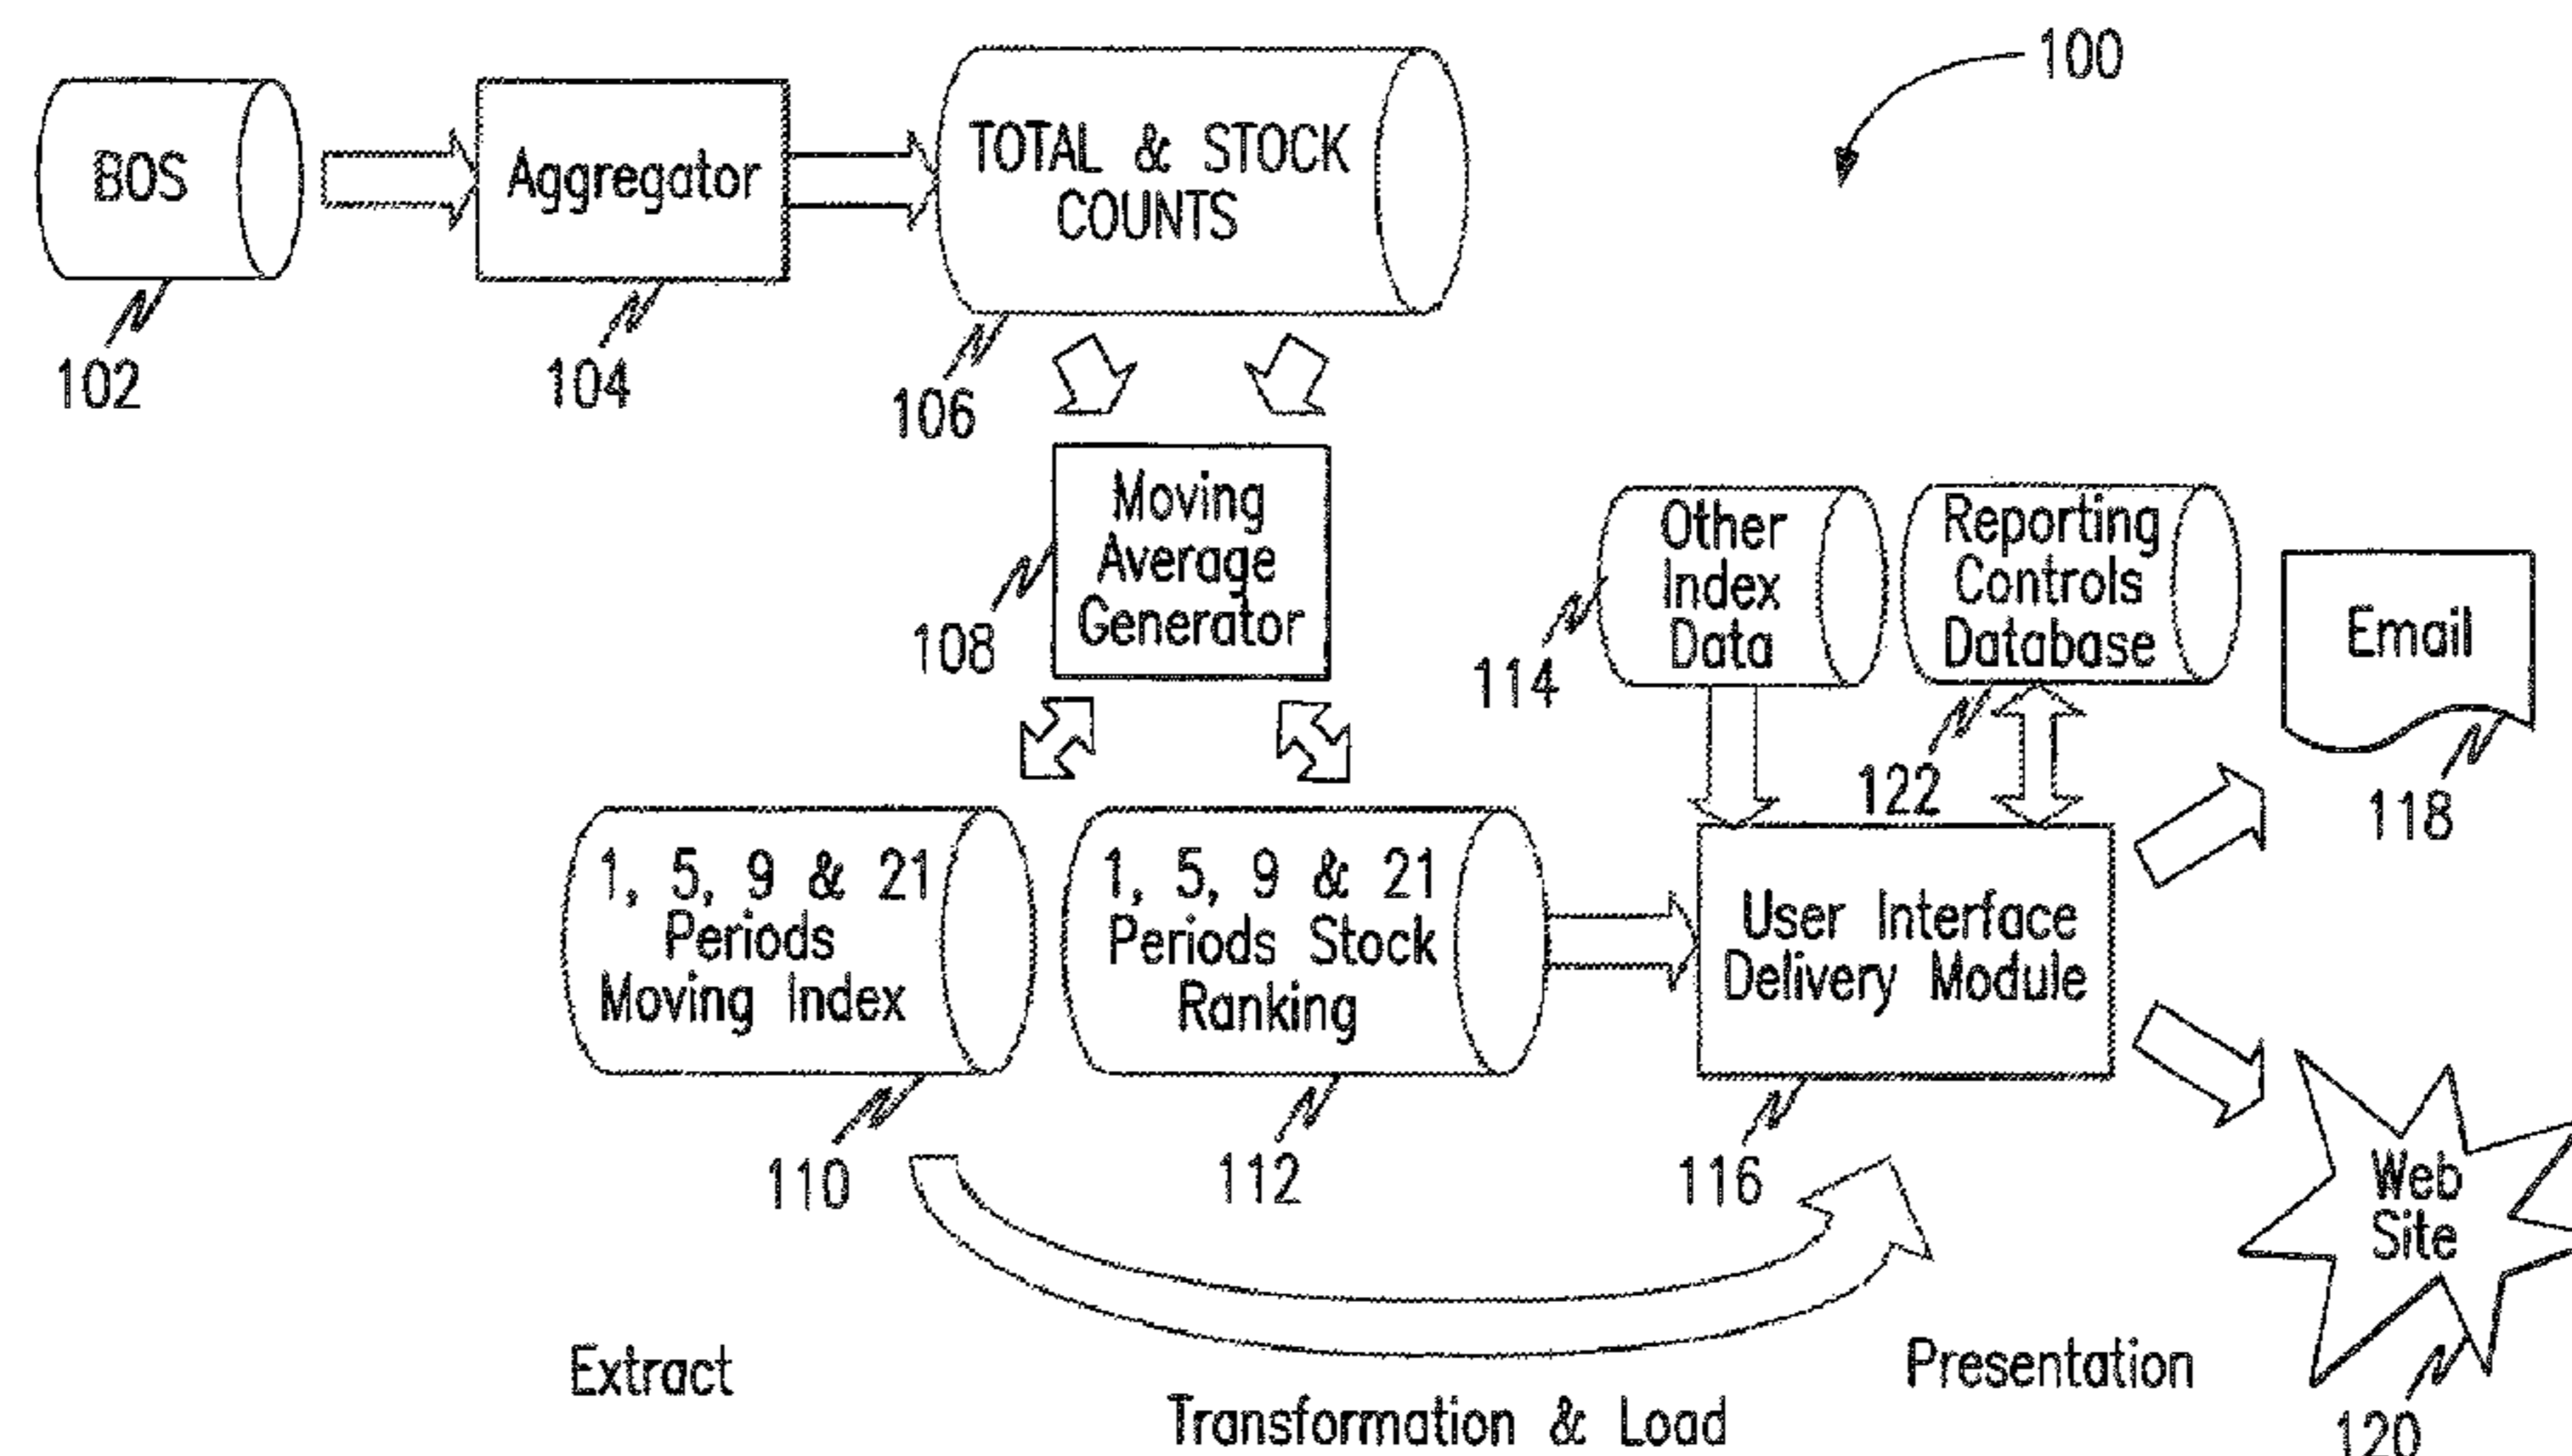 100
BOS
Aggregator
TOTAL & STOCK
COUNTS
102
104
106
Moving
Average
Generator
108
Other
Index
Data
114
Reporting
Controls
Database
122
Email
118
1, 5, 9 & 21
Periods
Moving Index
110
1, 5, 9 & 21
Periods Stock
Ranking
112
User Interface
Delivery Module
116
Web
Site
120
Extract
Transformation & Load
Presentation